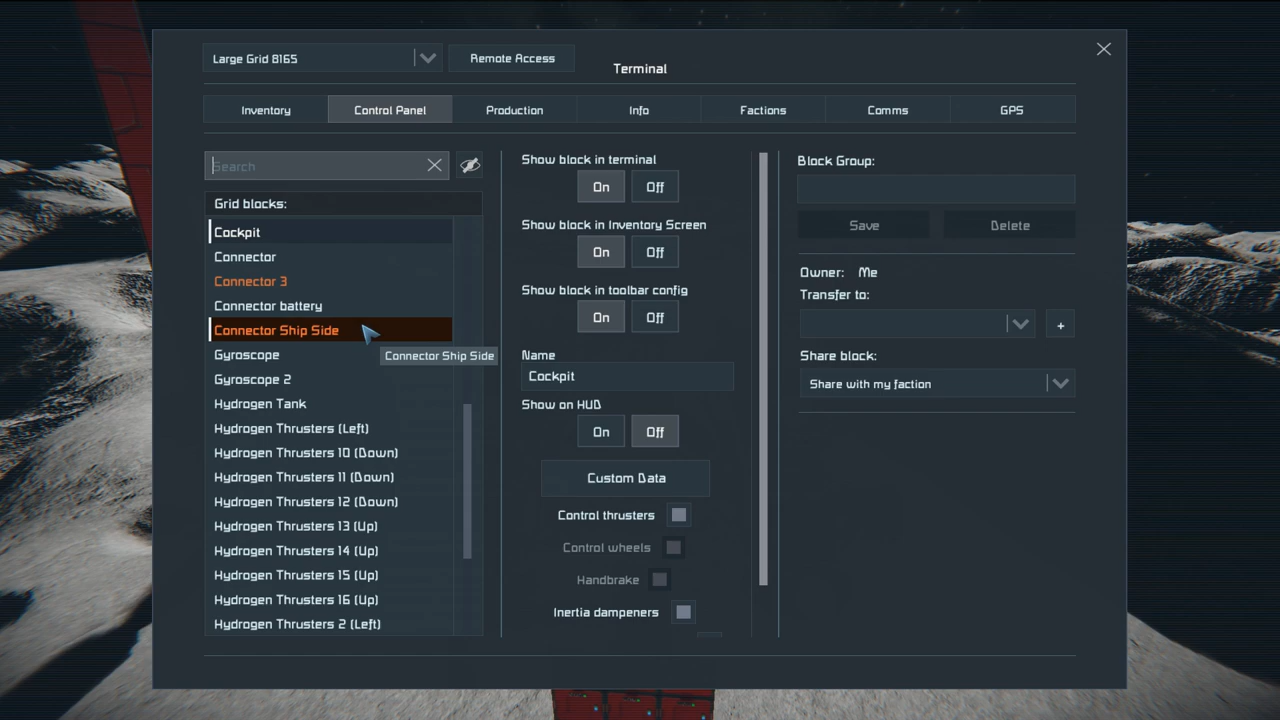 Large Grid 8165
Remote Access
Terminal
Inventory
Control Panel
Production
Info
Factions
Comms
GPS
Search
Grid blocks:
Cockpit
Connector
Connector 3
Connector battery
Connector Ship Side
Connector Ship Side
Gyroscope
Gyroscope 2
Hydrogen Tank
Hydrogen Thrusters (Left)
Hydrogen Thrusters 10 (Down)
Hydrogen Thrusters 11 (Down)
Hydrogen Thrusters 12 (Down)
Hydrogen Thrusters 13 (Up)
Hydrogen Thrusters 14 (Up)
Hydrogen Thrusters 15 (Up)
Hydrogen Thrusters 16 (Up)
Hydrogen Thrusters 2 (Left)
Show block in terminal
On Off
Show block in Inventory Screen
On Off
Show block in toolbar config
On Off
Name
Cockpit
Show on HUD
On Off
Custom Data
Control thrusters
Control wheels
Handbrake
Inertia dampeners
Block Group:
Save
Delete
Owner: Me
Transfer to:
+
Share block:
Share with my faction